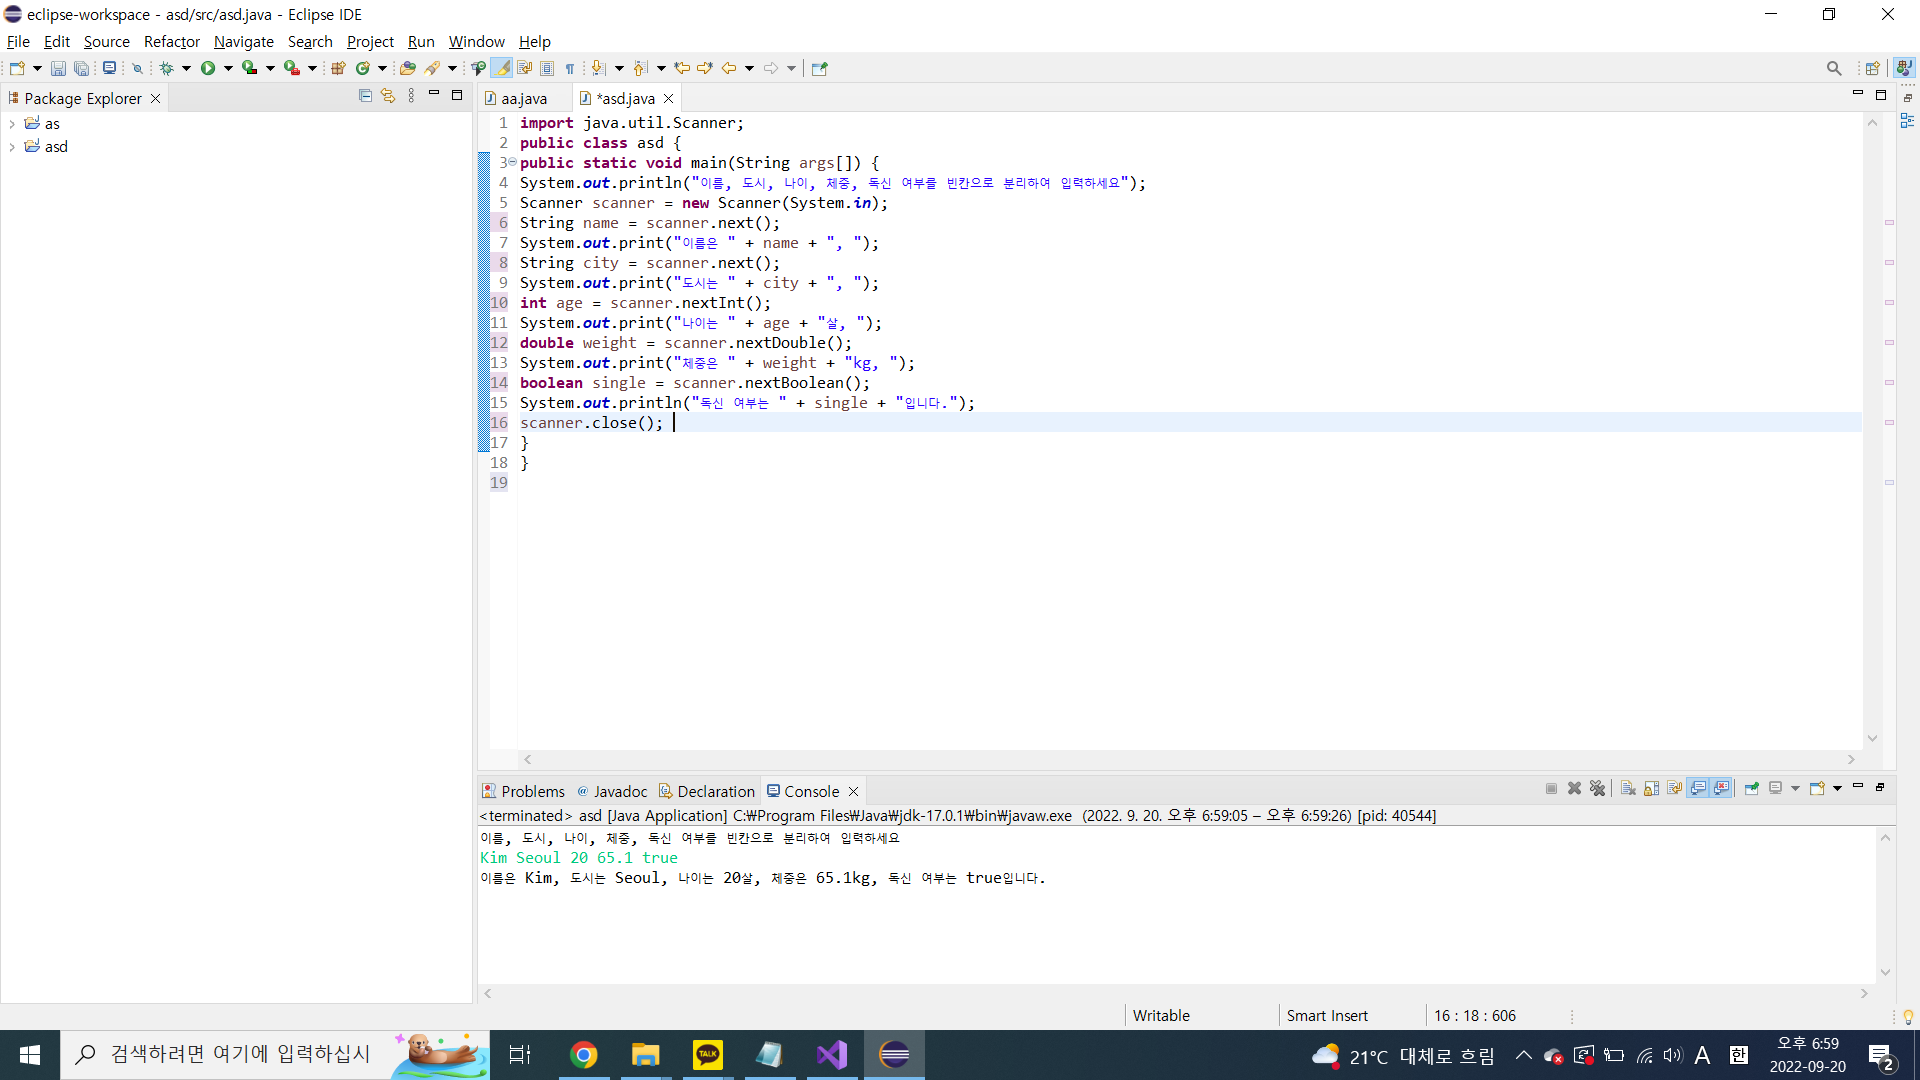 eclipse-workspace - asd/src/asd.java - Eclipse IDE
File Edit Source Refactor Navigate Search Project Run Window Help
Package Explorer
as
asd
aa.java *asd.java
1 import java.util.Scanner;
2 public class asd {
3 public static void main(String args[]) {
4 System.out.println("이름, 도시, 나이, 체중, 독신 여부를 빈칸으로 분리하여 입력하세요");
5 Scanner scanner = new Scanner(System.in);
6 String name = scanner.next();
7 System.out.print("이름은 " + name + ", ");
8 String city = scanner.next();
9 System.out.print("도시는 " + city + ", ");
10 int age = scanner.nextInt();
11 System.out.print("나이는 " + age + "살, ");
12 double weight = scanner.nextDouble();
13 System.out.print("체중은 " + weight + "kg, ");
14 boolean single = scanner.nextBoolean();
15 System.out.println("독신 여부는 " + single + "입니다.");
16 scanner.close();
17 }
18 }
19
Problems @ Javadoc Declaration Console
<terminated> asd [Java Application] C:₩Program Files₩Java₩jdk-17.0.1₩bin₩javaw.exe (2022. 9. 20. 오후 6:59:05 – 오후 6:59:26) [pid: 40544]
이름, 도시, 나이, 체중, 독신 여부를 빈칸으로 분리하여 입력하세요
Kim Seoul 20 65.1 true
이름은 Kim, 도시는 Seoul, 나이는 20살, 체중은 65.1kg, 독신 여부는 true입니다.
Writable Smart Insert 16 : 18 : 606
검색하려면 여기에 입력하십시
TALK
21°C 대체로 흐림
A 한
오후 6:59
2022-09-20
2